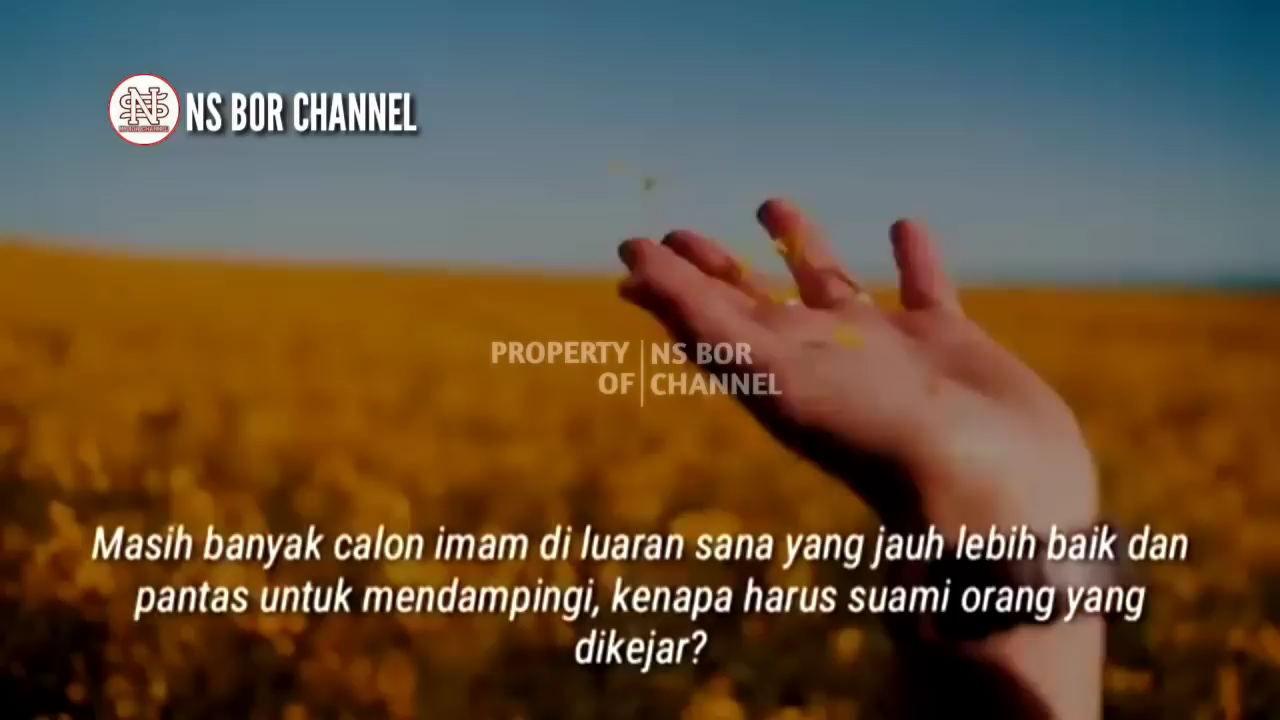 NS BOR CHANNEL
PROPERTY OF
NS BOR CHANNEL
Masih banyak calon imam di luaran sana yang jauh lebih baik dan
pantas untuk mendampingi, kenapa harus suami orang yang
dikejar?